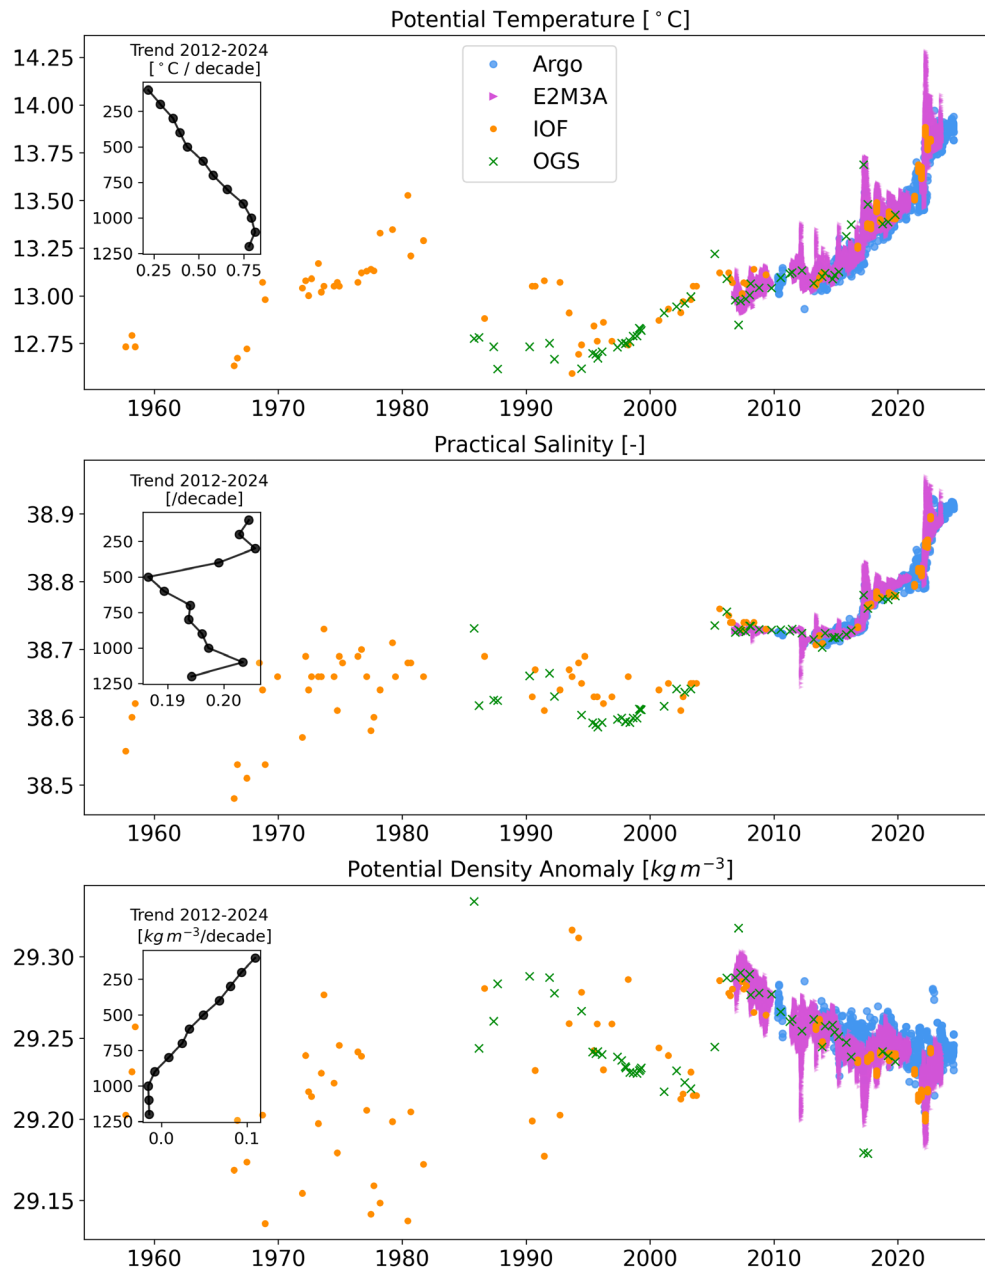 Potential Temperature [°C]
14.25
14.00
13.75
13.50
13.25
13.00
12.75
Trend 2012-2024
[°C / decade]
250
500
750
1000
1250
0.25 0.50 0.75
Argo
E2M3A
IOF
OGS
1960 1970 1980 1990 2000 2010 2020
Practical Salinity [-]
38.9
38.8
38.7
38.6
38.5
Trend 2012-2024
[/decade]
250
500
750
1000
1250
0.19 0.20
1960 1970 1980 1990 2000 2010 2020
Potential Density Anomaly [kg m⁻³]
29.30
29.25
29.20
29.15
Trend 2012-2024
[kg m⁻³/decade]
250
500
750
1000
1250
0.0 0.1
1960 1970 1980 1990 2000 2010 2020